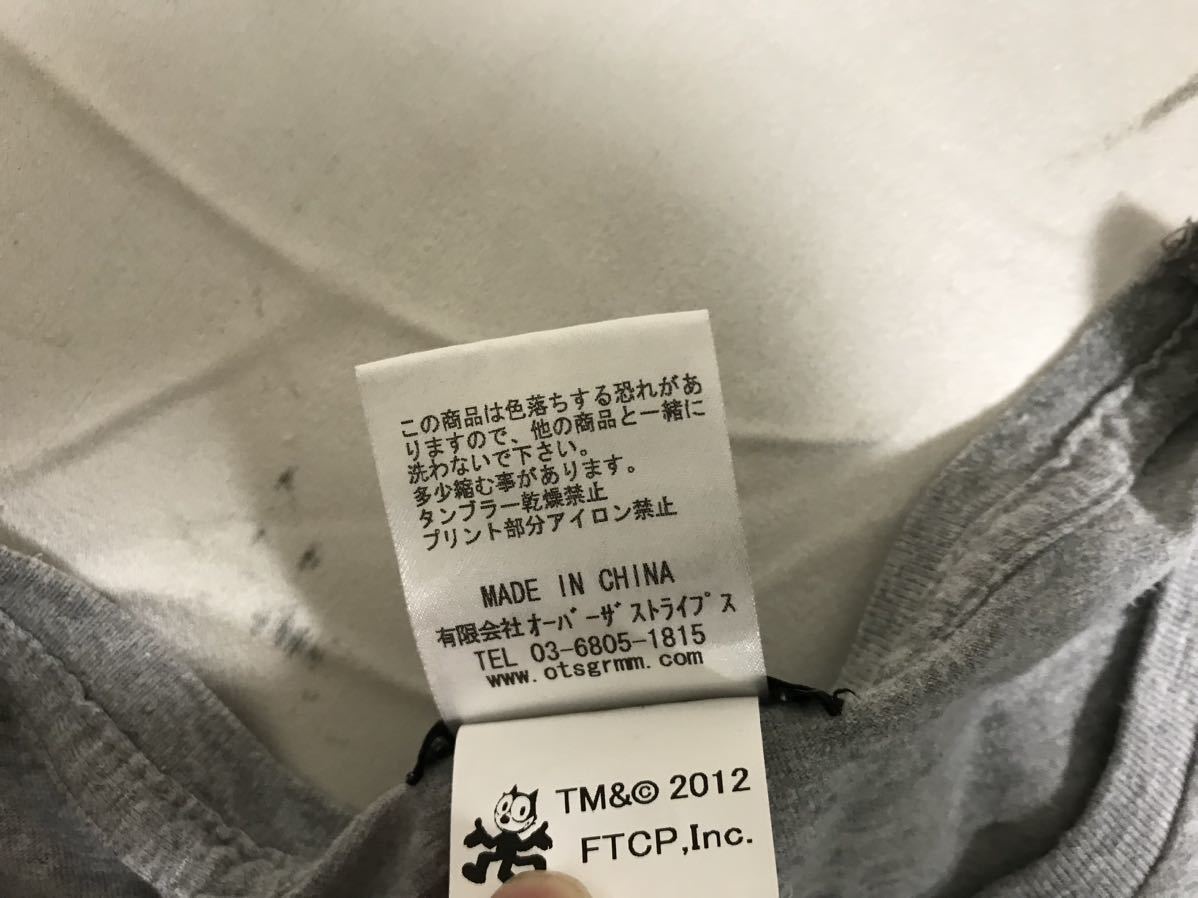 この商品は色落ちする恐れがあ
りますので、他の商品と一緒に
洗わないで下さい。
多少縮む事があります。
タンブラー乾燥禁止
プリント部分アイロン禁止
MADE IN CHINA
有限会社オーバーザストライプス
TEL 03-6805-1815
www.otsgrmm.com
TM&© 2012
FTCP,Inc.